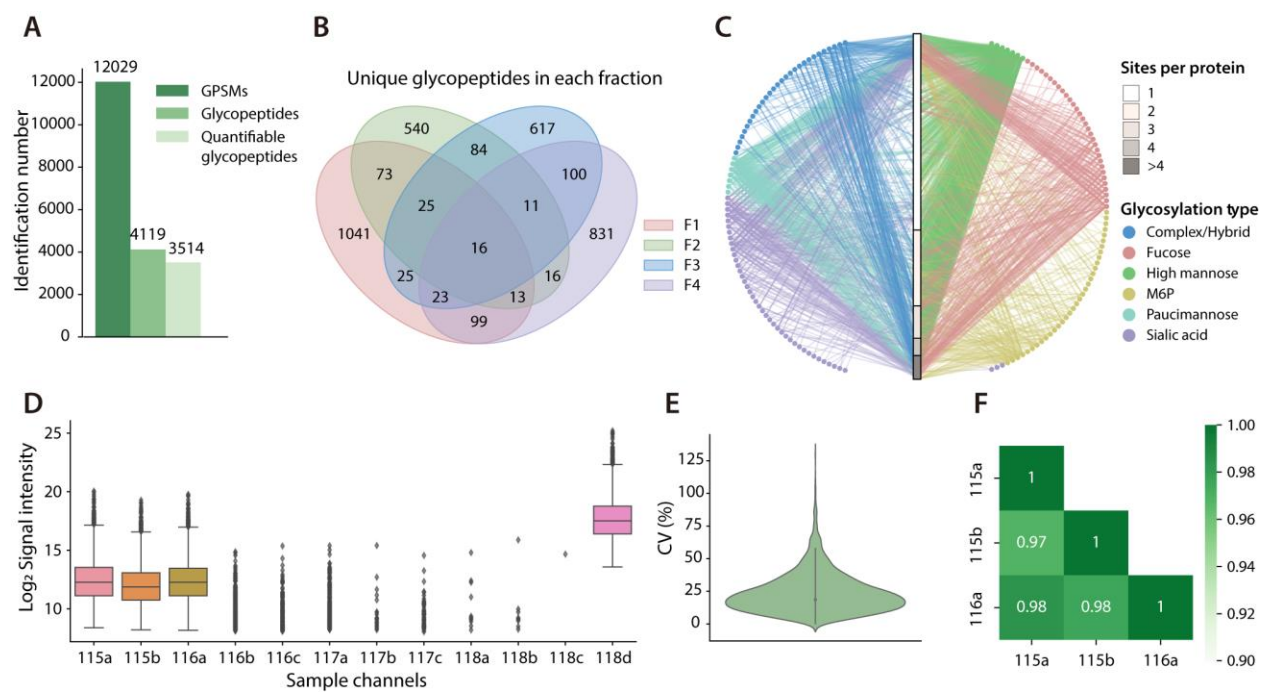 A
12029
12000
10000
8000
6000
4000
2000
0
Identification number
4119
3514
GPSMs
Glycopeptides
Quantifiable
glycopeptides
B
Unique glycopeptides in each fraction
540
617
84
73
100
25
11
1041
16
831
25
16
23
13
99
F1
F2
F3
F4
C
Sites per protein
1
2
3
4
>4
Glycosylation type
Complex/Hybrid
Fucose
High mannose
M6P
Paucimannose
Sialic acid
D
Log₂ Signal intensity
25
20
15
10
115a 115b 116a 116b 116c 117a 117b 117c 118a 118b 118c 118d
Sample channels
E
CV (%)
125
100
75
50
25
0
F
115a
115b
116a
1
0.97 1
0.98 0.98 1
115a 115b 116a
1.00
0.98
0.96
0.94
0.92
0.90